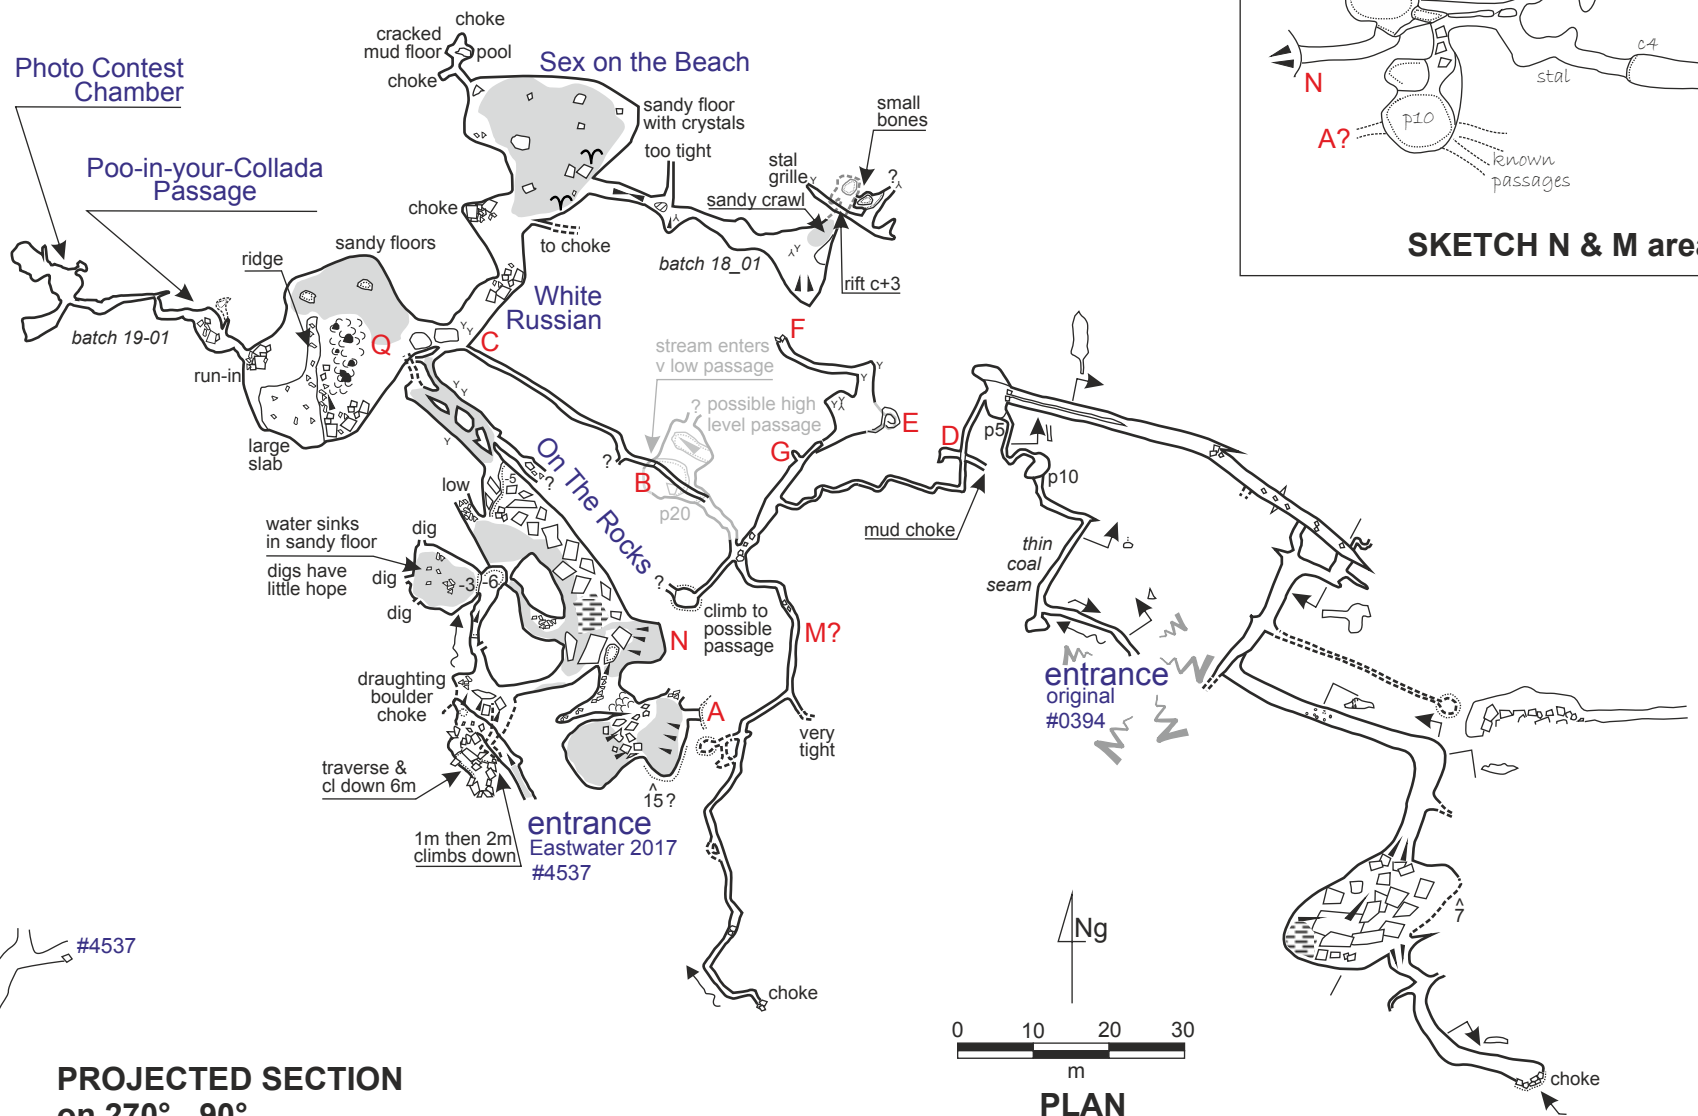 choke
cracked
mud floor
pool
choke
Photo Contest
Chamber
Sex on the Beach
sandy floor
with crystals
too tight
small
bones
stal
grille
?
sandy crawl
Poo-in-your-Collada
Passage
choke
to choke
sandy floors
ridge
batch 18_01
rift c+3
White
Russian
batch 19-01
Q
C
run-in
large
slab
F
stream enters
v low passage
?
possible high
level passage
E
G
D
p5
p10
B
?
p20
On The Rocks
-5
?
low
water sinks
in sandy floor
digs have
little hope
dig
dig
dig
-3
-6
mud choke
thin
coal
seam
?
climb to
possible
passage
N
M?
A
very
tight
draughting
boulder
choke
traverse &
cl down 6m
1m then 2m
climbs down
15?
entrance
Eastwater 2017
#4537
entrance
original
#0394
#4537
choke
Ng
0 10 20 30
m
PLAN
7
choke
PROJECTED SECTION
on 270° - 90°
N
A?
p10
c4
stal
known
passages
SKETCH N & M area